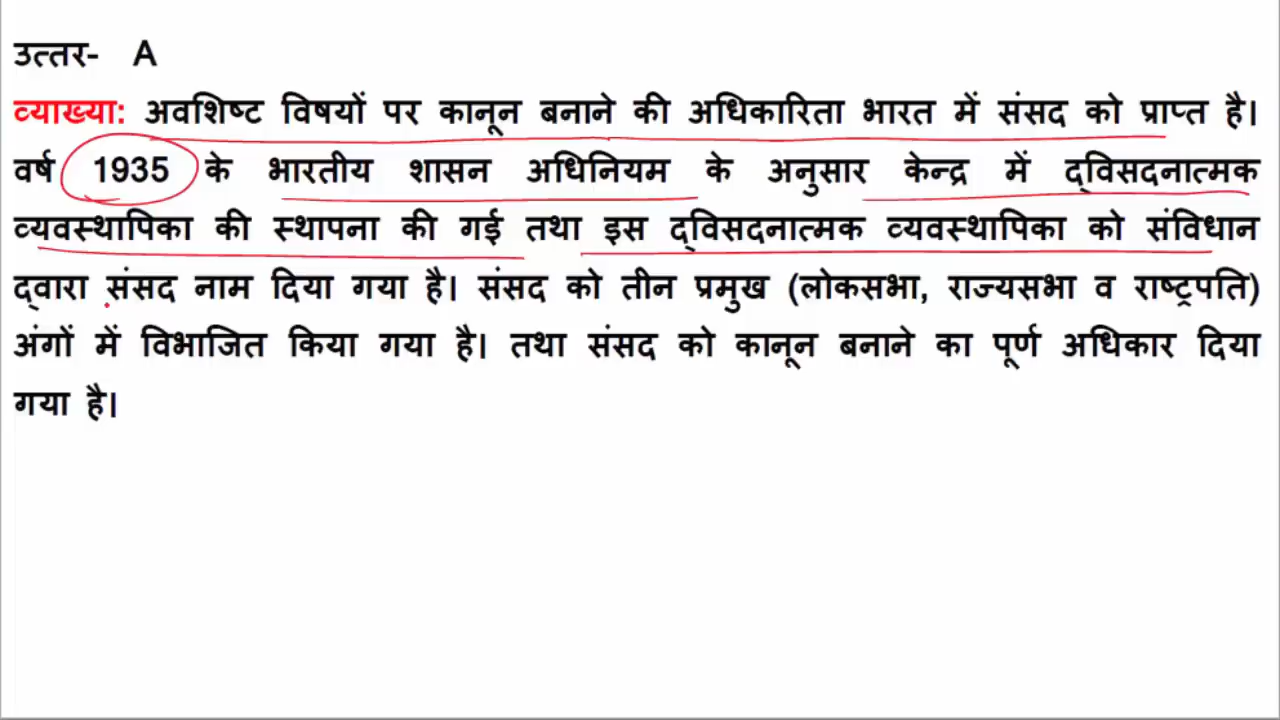 उत्तर- A
व्याख्या: अवशिष्ट विषयों पर कानून बनाने की अधिकारिता भारत में संसद को प्राप्त है।
वर्ष 1935 के भारतीय शासन अधिनियम के अनुसार केन्द्र में द्विसदनात्मक
व्यवस्थापिका की स्थापना की गई तथा इस द्विसदनात्मक व्यवस्थापिका को संविधान
द्वारा संसद नाम दिया गया है। संसद को तीन प्रमुख (लोकसभा, राज्यसभा व राष्ट्रपति)
अंगों में विभाजित किया गया है। तथा संसद को कानून बनाने का पूर्ण अधिकार दिया
गया है।